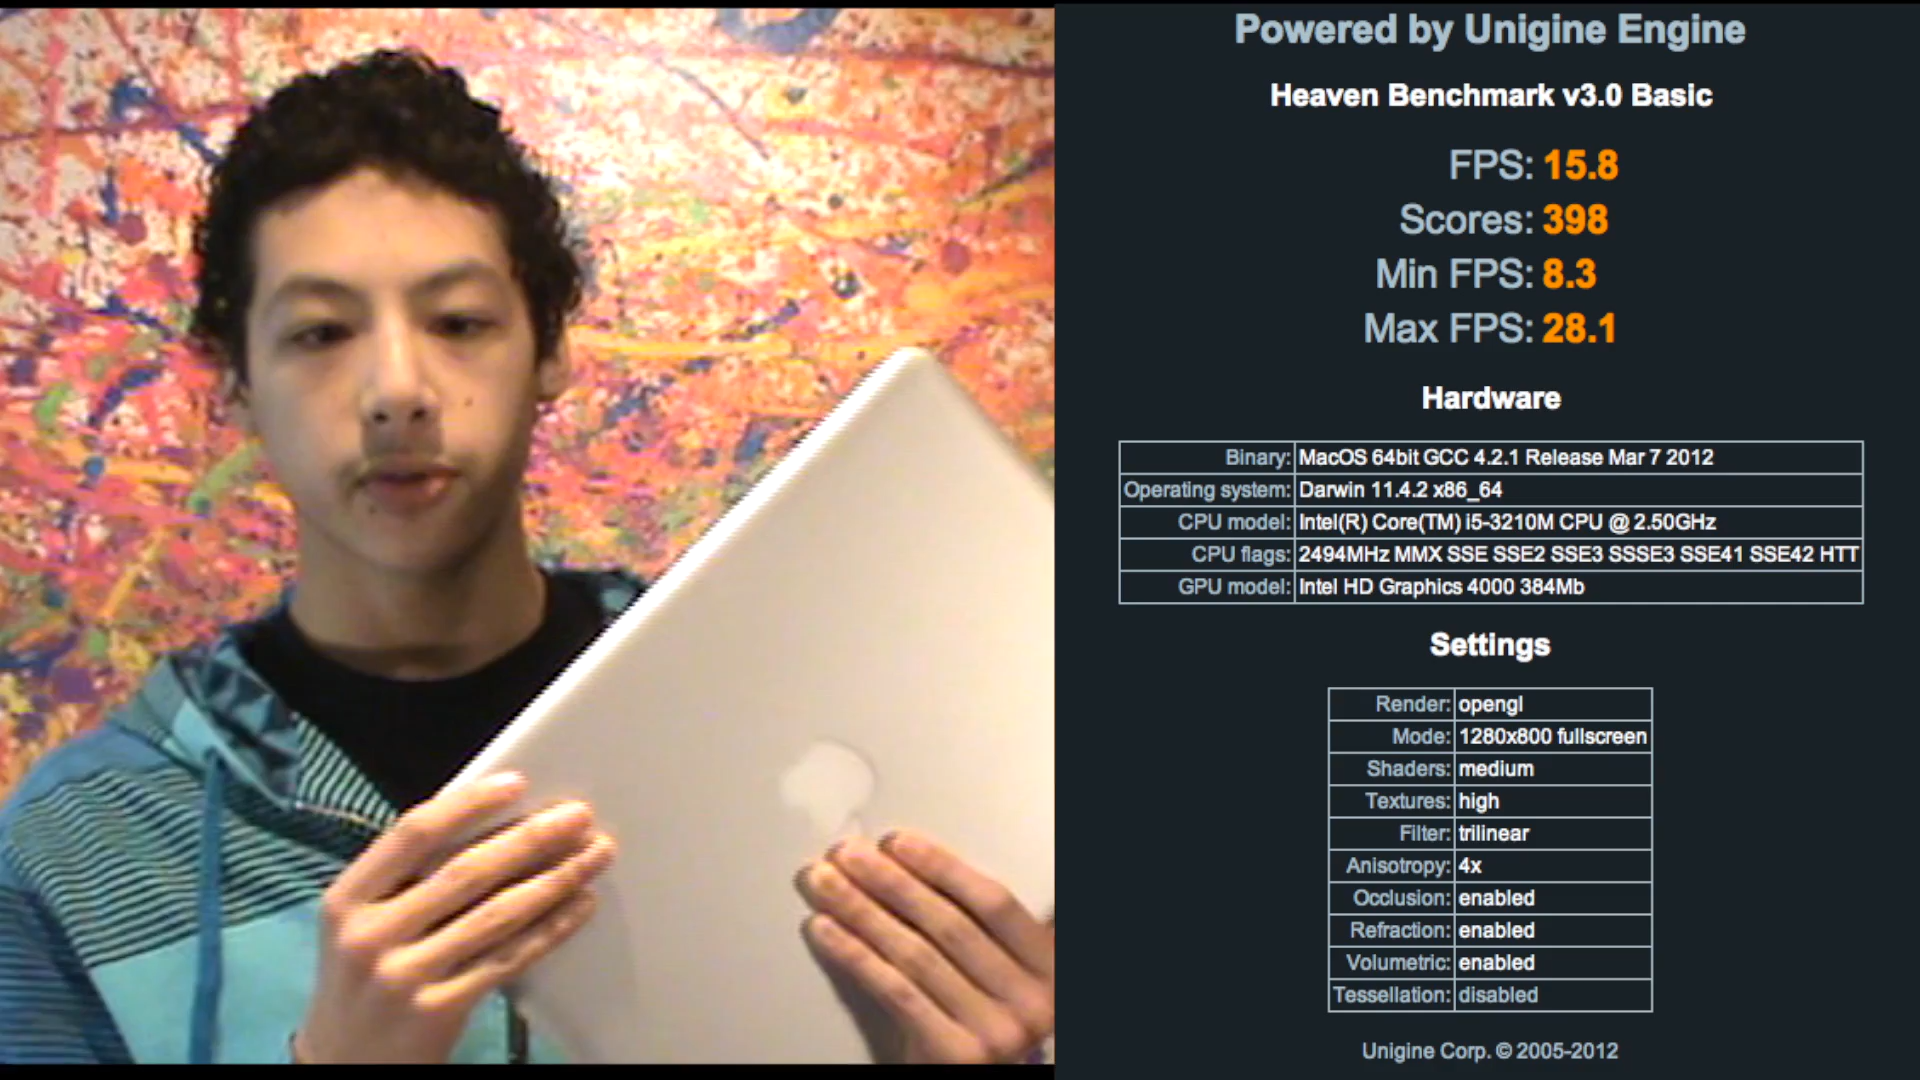 Powered by Unigine Engine
Heaven Benchmark v3.0 Basic
FPS: 15.8
Scores: 398
Min FPS: 8.3
Max FPS: 28.1
Hardware
Binary: MacOS 64bit GCC 4.2.1 Release Mar 7 2012
Operating system: Darwin 11.4.2 x86_64
CPU model: Intel(R) Core(TM) i5-3210M CPU @ 2.50GHz
CPU flags: 2494MHz MMX SSE SSE2 SSE3 SSSE3 SSE41 SSE42 HTT
GPU model: Intel HD Graphics 4000 384Mb
Settings
Render: opengl
Mode: 1280x800 fullscreen
Shaders: medium
Textures: high
Filter: trilinear
Anisotropy: 4x
Occlusion: enabled
Refraction: enabled
Volumetric: enabled
Tessellation: disabled
Unigine Corp. © 2005-2012